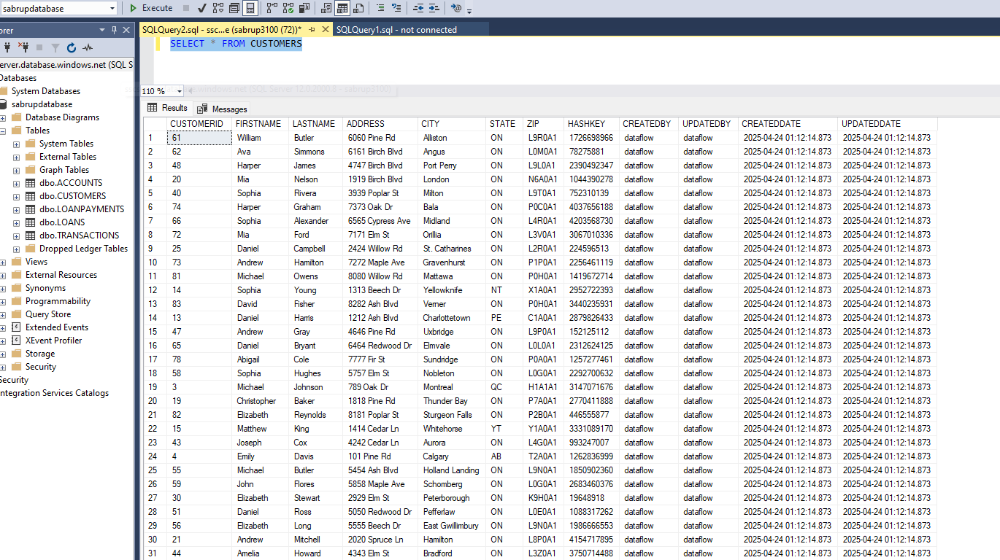 sabrupdatabase Execute
orer SQLQuery2.sql - ssc...e (sabrup3100 (72))* SQLQuery1.sql - not connected
SELECT * FROM CUSTOMERS
erver.database.windows.net (SQL S
Databases
System Databases
sabrupdatabase
Database Diagrams
Tables
System Tables
External Tables
Graph Tables
dbo.ACCOUNTS
dbo.CUSTOMERS
dbo.LOANPAYMENTS
dbo.LOANS
dbo.TRANSACTIONS
Dropped Ledger Tables
Views
External Resources
Synonyms
Programmability
Query Store
Extended Events
XEvent Profiler
Storage
Security
Security
ntegration Services Catalogs
110 %
Results Messages
CUSTOMERID FIRSTNAME LASTNAME ADDRESS CITY STATE ZIP HASHKEY CREATEDBY UPDATEDBY CREATEDDATE UPDATEDDATE
1 61 William Butler 6060 Pine Rd Alliston ON L9R0A1 1726698966 dataflow dataflow 2025-04-24 01:12:14.873 2025-04-24 01:12:14.873
2 62 Ava Simmons 6161 Birch Blvd Angus ON L0M0A1 78275881 dataflow dataflow 2025-04-24 01:12:14.873 2025-04-24 01:12:14.873
3 48 Harper James 4747 Birch Blvd Port Perry ON L9L0A1 2390492347 dataflow dataflow 2025-04-24 01:12:14.873 2025-04-24 01:12:14.873
4 20 Mia Nelson 1919 Birch Blvd London ON N6A0A1 1044390278 dataflow dataflow 2025-04-24 01:12:14.873 2025-04-24 01:12:14.873
5 40 Sophia Rivera 3939 Poplar St Milton ON L9T0A1 752310139 dataflow dataflow 2025-04-24 01:12:14.873 2025-04-24 01:12:14.873
6 74 Harper Graham 7373 Oak Dr Bala ON P0C0A1 4037656188 dataflow dataflow 2025-04-24 01:12:14.873 2025-04-24 01:12:14.873
7 66 Sophia Alexander 6565 Cypress Ave Midland ON L4R0A1 4203568730 dataflow dataflow 2025-04-24 01:12:14.873 2025-04-24 01:12:14.873
8 72 Mia Ford 7171 Elm St Orillia ON L3V0A1 3067010336 dataflow dataflow 2025-04-24 01:12:14.873 2025-04-24 01:12:14.873
9 25 Daniel Campbell 2424 Willow Rd St. Catharines ON L2R0A1 224596513 dataflow dataflow 2025-04-24 01:12:14.873 2025-04-24 01:12:14.873
10 73 Andrew Hamilton 7272 Maple Ave Gravenhurst ON P1P0A1 2256461119 dataflow dataflow 2025-04-24 01:12:14.873 2025-04-24 01:12:14.873
11 81 Michael Owens 8080 Willow Rd Mattawa ON P0H0A1 1419672714 dataflow dataflow 2025-04-24 01:12:14.873 2025-04-24 01:12:14.873
12 14 Sophia Young 1313 Beech Dr Yellowknife NT X1A0A1 2952722393 dataflow dataflow 2025-04-24 01:12:14.873 2025-04-24 01:12:14.873
13 83 David Fisher 8282 Ash Blvd Verner ON P0H0A1 3440235931 dataflow dataflow 2025-04-24 01:12:14.873 2025-04-24 01:12:14.873
14 13 Daniel Harris 1212 Ash Blvd Charlottetown PE C1A0A1 2879826433 dataflow dataflow 2025-04-24 01:12:14.873 2025-04-24 01:12:14.873
15 47 Andrew Gray 4646 Pine Rd Uxbridge ON L9P0A1 152125112 dataflow dataflow 2025-04-24 01:12:14.873 2025-04-24 01:12:14.873
16 65 Daniel Bryant 6464 Redwood Dr Elmvale ON L0L0A1 2312624125 dataflow dataflow 2025-04-24 01:12:14.873 2025-04-24 01:12:14.873
17 78 Abigail Cole 7777 Fir St Sundridge ON P0A0A1 1257277461 dataflow dataflow 2025-04-24 01:12:14.873 2025-04-24 01:12:14.873
18 58 Sophia Hughes 5757 Elm St Nobleton ON L0G0A1 2292700632 dataflow dataflow 2025-04-24 01:12:14.873 2025-04-24 01:12:14.873
19 3 Michael Johnson 789 Oak Dr Montreal QC H1A1A1 3147071676 dataflow dataflow 2025-04-24 01:12:14.873 2025-04-24 01:12:14.873
20 19 Christopher Baker 1818 Pine Rd Thunder Bay ON P7A0A1 2770411888 dataflow dataflow 2025-04-24 01:12:14.873 2025-04-24 01:12:14.873
21 82 Elizabeth Reynolds 8181 Poplar St Sturgeon Falls ON P2B0A1 446555877 dataflow dataflow 2025-04-24 01:12:14.873 2025-04-24 01:12:14.873
22 15 Matthew King 1414 Cedar Ln Whitehorse YT Y1A0A1 3331089170 dataflow dataflow 2025-04-24 01:12:14.873 2025-04-24 01:12:14.873
23 43 Joseph Cox 4242 Cedar Ln Aurora ON L4G0A1 993247007 dataflow dataflow 2025-04-24 01:12:14.873 2025-04-24 01:12:14.873
24 4 Emily Davis 101 Pine Rd Calgary AB T2A0A1 1262836999 dataflow dataflow 2025-04-24 01:12:14.873 2025-04-24 01:12:14.873
25 55 Michael Butler 5454 Ash Blvd Holland Landing ON L9N0A1 1850902360 dataflow dataflow 2025-04-24 01:12:14.873 2025-04-24 01:12:14.873
26 59 John Flores 5858 Maple Ave Schomberg ON L0G0A1 2683460376 dataflow dataflow 2025-04-24 01:12:14.873 2025-04-24 01:12:14.873
27 30 Elizabeth Stewart 2929 Elm St Peterborough ON K9H0A1 19648918 dataflow dataflow 2025-04-24 01:12:14.873 2025-04-24 01:12:14.873
28 51 Daniel Ross 5050 Redwood Dr Pefferlaw ON L0E0A1 1088317262 dataflow dataflow 2025-04-24 01:12:14.873 2025-04-24 01:12:14.873
29 56 Elizabeth Long 5555 Beech Dr East Gwillimbury ON L9N0A1 1986666553 dataflow dataflow 2025-04-24 01:12:14.873 2025-04-24 01:12:14.873
30 21 Andrew Mitchell 2020 Spruce Ln Hamilton ON L8P0A1 4154717895 dataflow dataflow 2025-04-24 01:12:14.873 2025-04-24 01:12:14.873
31 44 Amelia Howard 4343 Elm St Bradford ON L3Z0A1 3750714488 dataflow dataflow 2025-04-24 01:12:14.873 2025-04-24 01:12:14.873